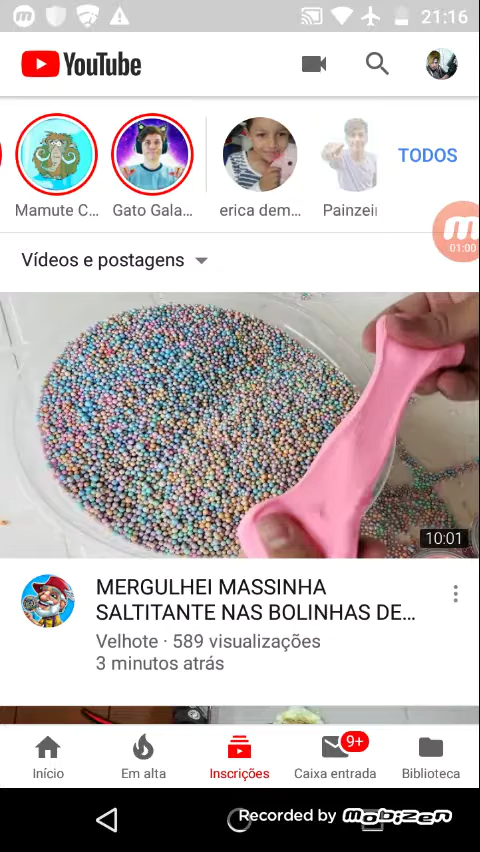 21:16
YouTube
Mamute C...
Gato Gala...
erica dem...
Painzei
TODOS
01:00
Vídeos e postagens
10:01
MERGULHEI MASSINHA
SALTITANTE NAS BOLINHAS DE...
Velhote · 589 visualizações
3 minutos atrás
9+
Início
Em alta
Inscrições
Caixa entrada
Biblioteca
Recorded by Mobizen